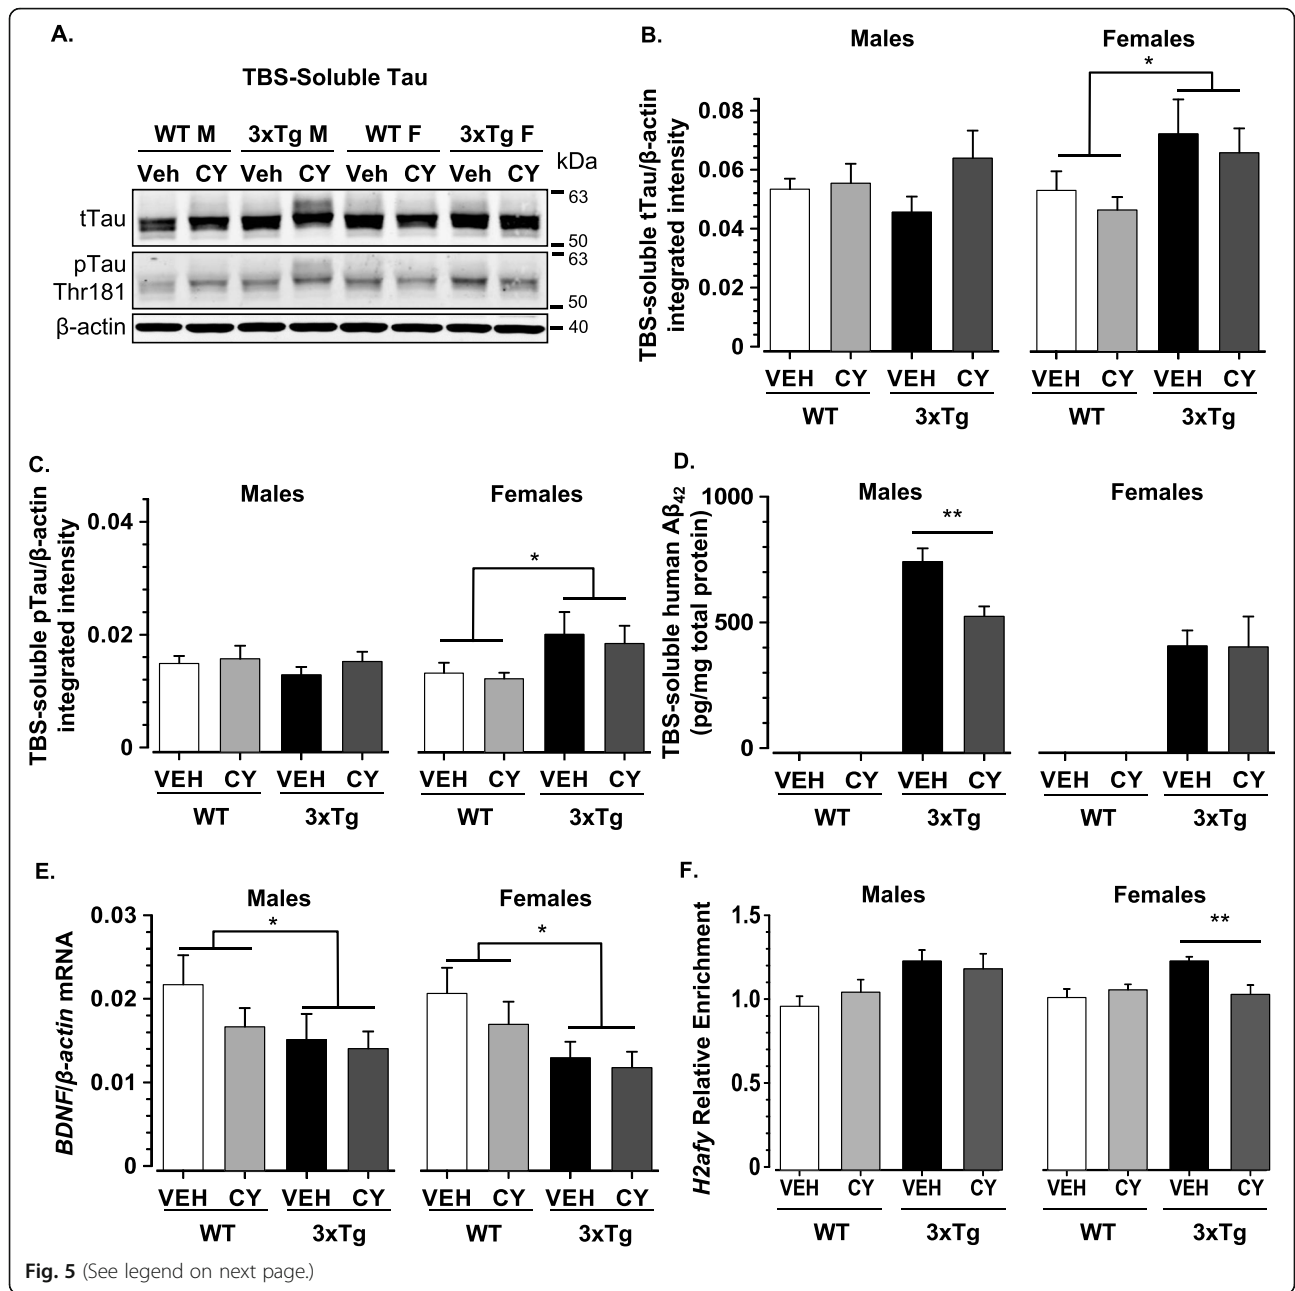 A.
TBS-Soluble Tau
WT M 3xTg M WT F 3xTg F
Veh CY Veh CY Veh CY Veh CY kDa
tTau
63
50
pTau
Thr181
63
50
β-actin
40
B.
Males Females
*
TBS-soluble tTau/β-actin
integrated intensity
0.08
0.06
0.04
0.02
0
VEH CY VEH CY VEH CY VEH CY
WT 3xTg WT 3xTg
C.
Males Females
*
TBS-soluble pTau/β-actin
integrated intensity
0.04
0.02
0
VEH CY VEH CY VEH CY VEH CY
WT 3xTg WT 3xTg
D.
Males Females
**
TBS-soluble human Aβ42
(pg/mg total protein)
1000
500
0
VEH CY VEH CY VEH CY VEH CY
WT 3xTg WT 3xTg
E.
Males Females
* *
BDNF/β-actin mRNA
0.03
0.02
0.01
0
VEH CY VEH CY VEH CY VEH CY
WT 3xTg WT 3xTg
F.
Males Females
**
H2afy Relative Enrichment
1.5
1.0
0.5
0
VEH CY VEH CY VEH CY VEH CY
WT 3xTg WT 3xTg
Fig. 5 (See legend on next page.)